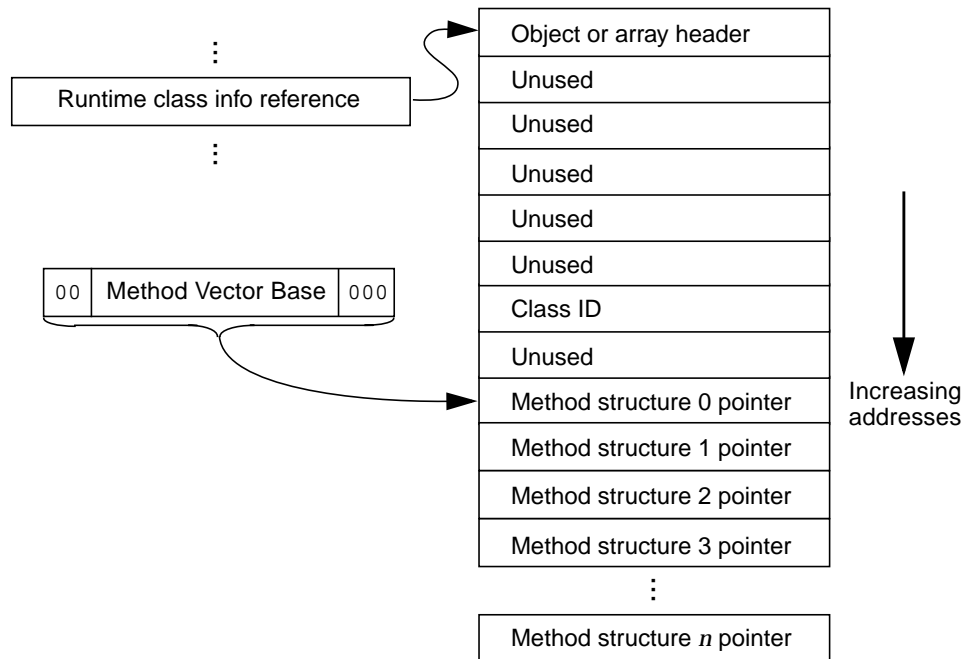 Object or array header
Runtime class info reference
Unused
Unused
Unused
Unused
Unused
00 Method Vector Base 000
Class ID
Unused
Method structure 0 pointer
Increasing
addresses
Method structure 1 pointer
Method structure 2 pointer
Method structure 3 pointer
Method structure n pointer